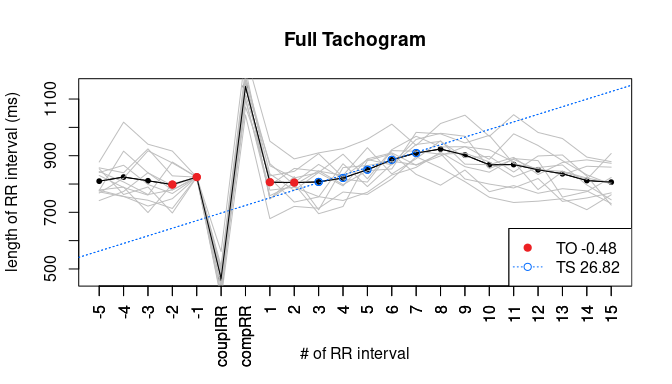 Full Tachogram
length of RR interval (ms)
1100
900
700
500
TO -0.48
TS 26.82
-5 -4 -3 -2 -1 couplRR compRR 1 2 3 4 5 6 7 8 9 10 11 12 13 14 15
# of RR interval